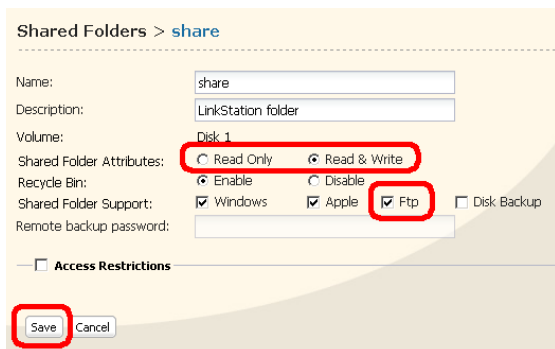 Shared Folders > share
Name: share
Description: LinkStation folder
Volume: Disk 1
Shared Folder Attributes: Read Only Read & Write
Recycle Bin: Enable Disable
Shared Folder Support: Windows Apple Ftp Disk Backup
Remote backup password:
Access Restrictions
Save Cancel